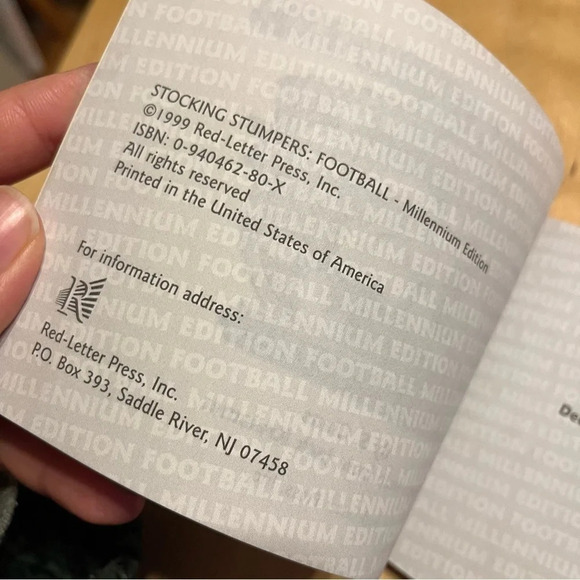 STOCKING STUMPERS: FOOTBALL - Millennium Edition
©1999 Red-Letter Press, Inc.
ISBN: 0-940462-80-X
All rights reserved
Printed in the United States of America
For information address:
Red-Letter Press, Inc.
P.O. Box 393, Saddle River, NJ 07458